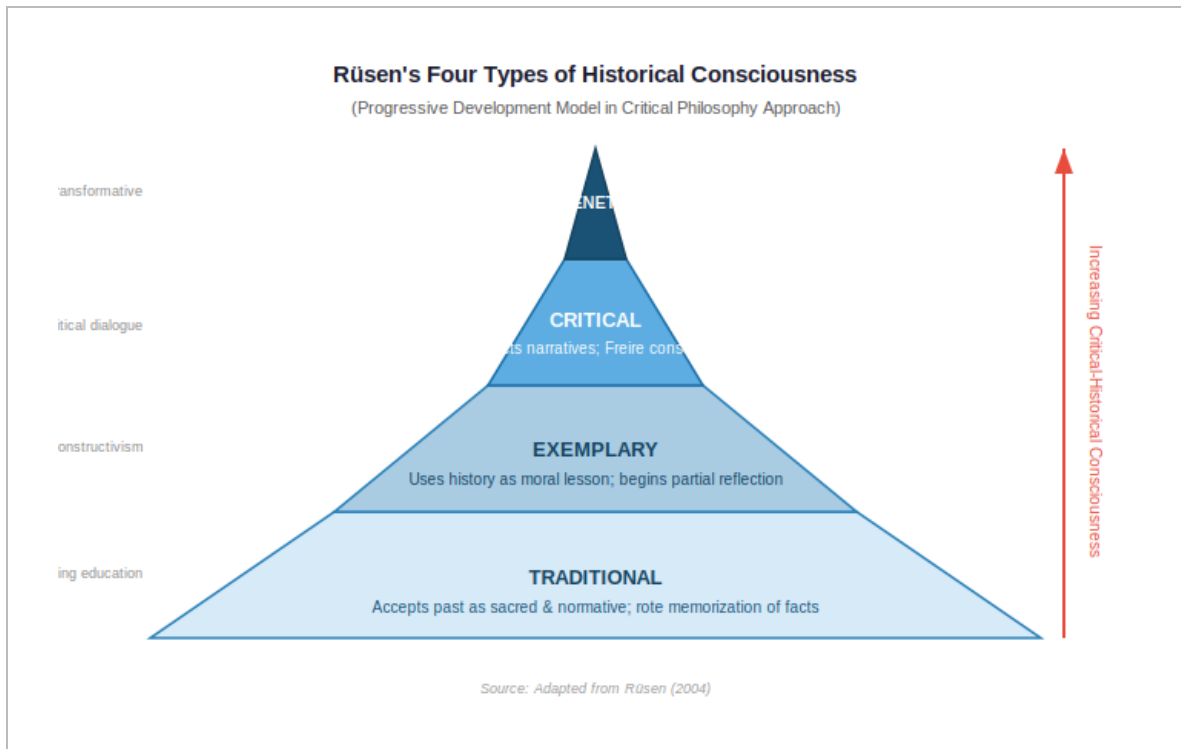 Rüsen's Four Types of Historical Consciousness
(Progressive Development Model in Critical Philosophy Approach)
ansformative
ENET
itical dialogue
CRITICAL
ts narratives; Freire cons
onstructivism
EXEMPLARY
Uses history as moral lesson; begins partial reflection
ing education
TRADITIONAL
Accepts past as sacred & normative; rote memorization of facts
Increasing Critical-Historical Consciousness
Source: Adapted from Rüsen (2004)